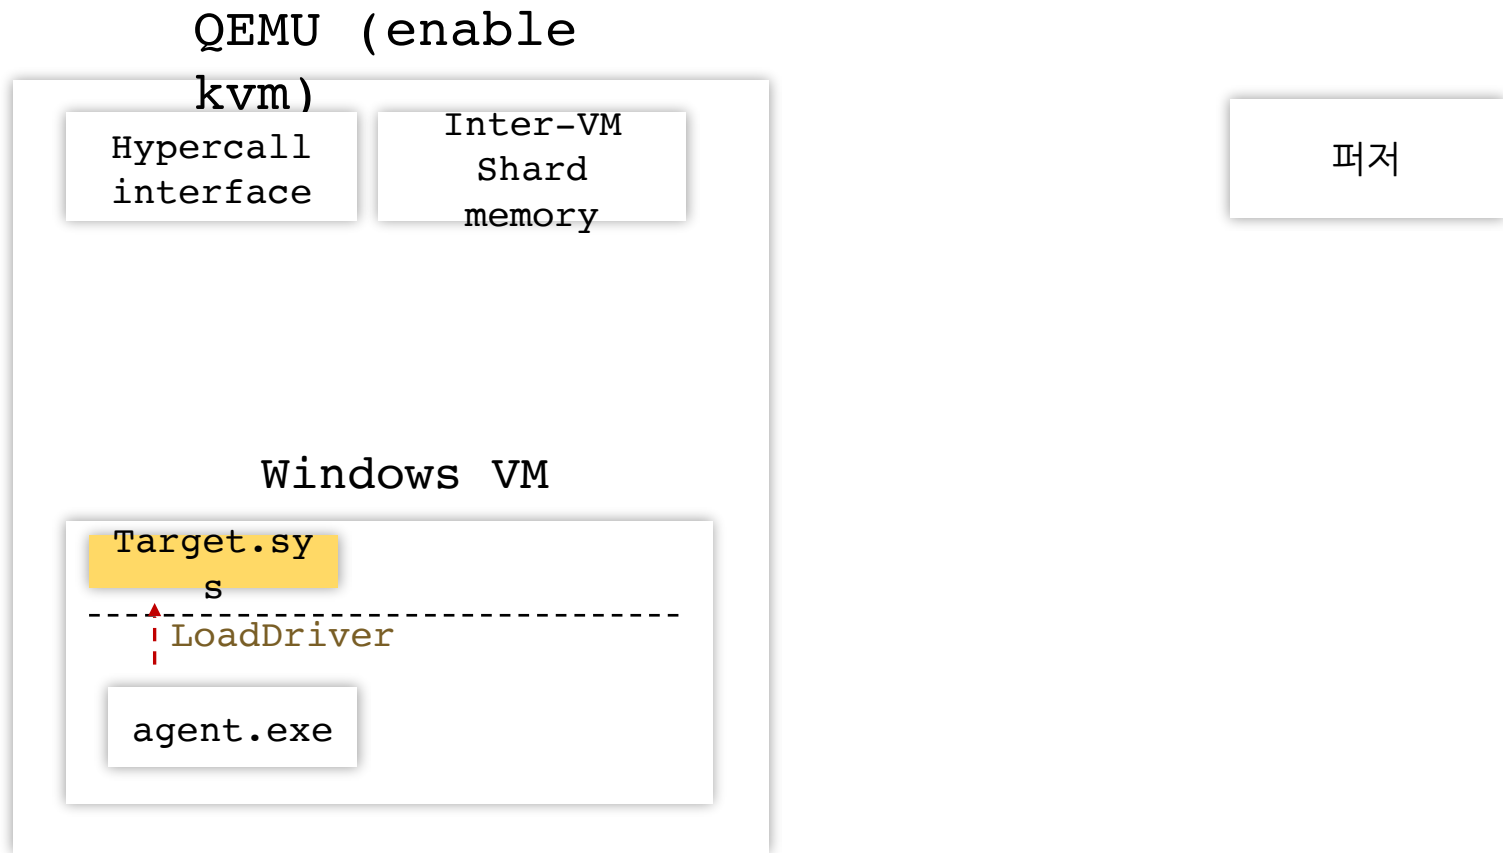 QEMU (enable
kvm)
Hypercall
interface
Inter-VM
Shard
memory
퍼저
Windows VM
Target.sy
s
LoadDriver
agent.exe